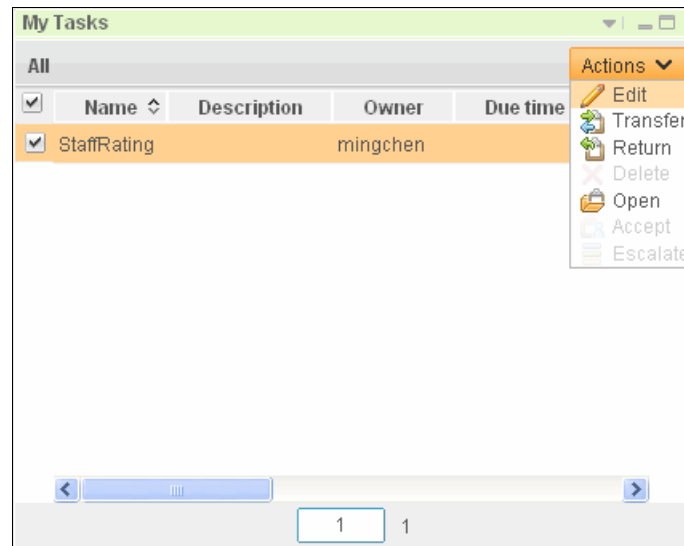 My Tasks
All
Actions
Name Description Owner Due time
Edit
Transfer
StaffRating mingchen
Return
Delete
Open
Accept
Escalate
1 1